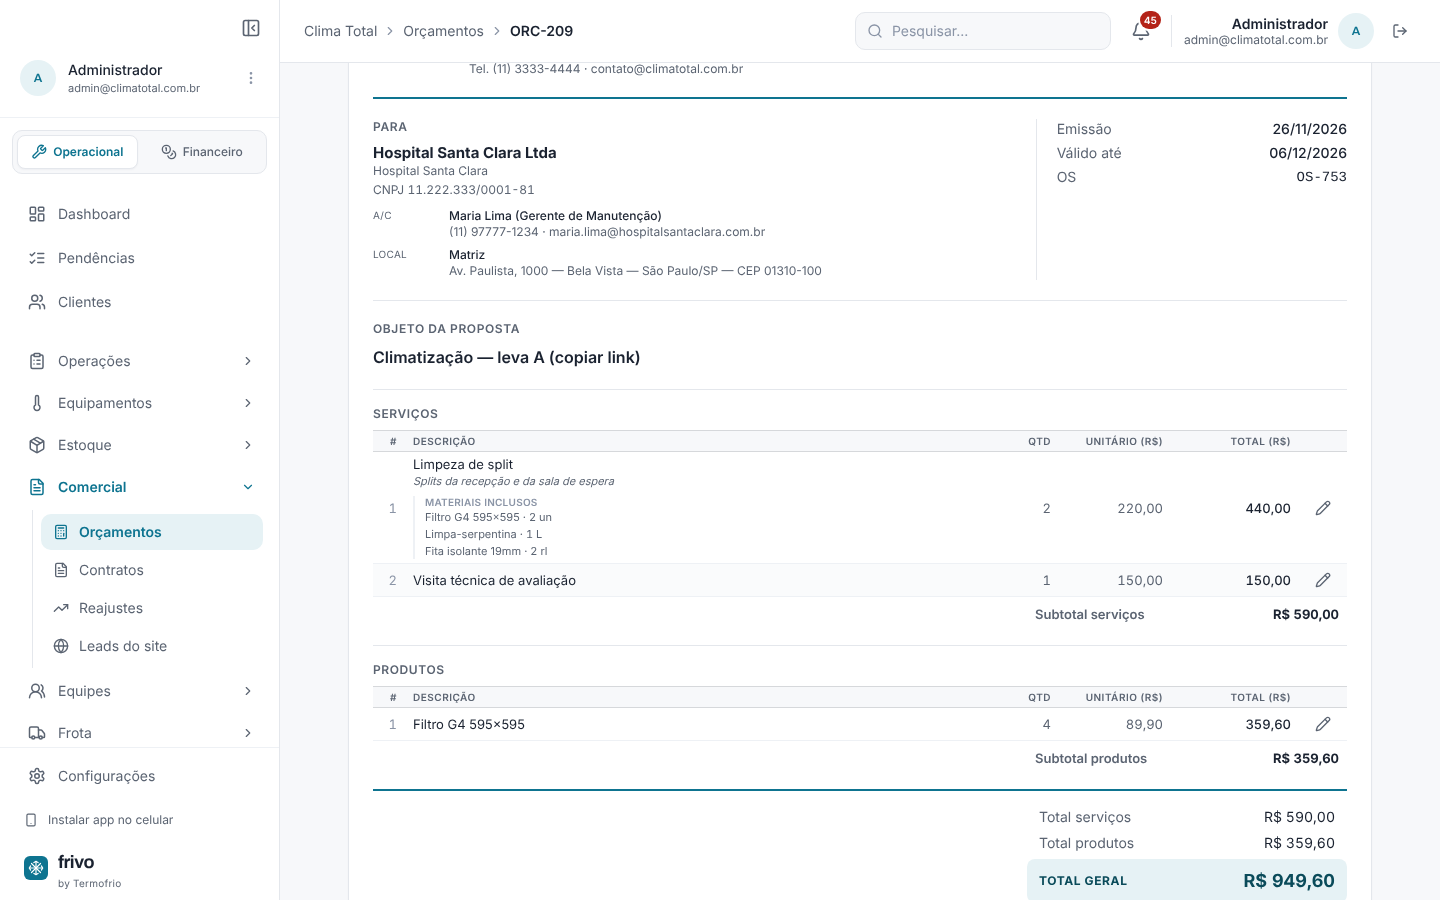 Administrador
admin@climatotal.com.br
A
Operacional
Financeiro
Dashboard
Pendências
Clientes
Operações
Equipamentos
Estoque
Comercial
Orçamentos
Contratos
Reajustes
Leads do site
Equipes
Frota
Configurações
Instalar app no celular
frivo
by Termofrio
Clima Total > Orçamentos > ORC-209
Pesquisar...
45
Administrador
admin@climatotal.com.br
A
Tel. (11) 3333-4444 · contato@climatotal.com.br
PARA
Hospital Santa Clara Ltda
Hospital Santa Clara
CNPJ 11.222.333/0001-81
A/C Maria Lima (Gerente de Manutenção)
(11) 97777-1234 · maria.lima@hospitalsantaclara.com.br
LOCAL Matriz
Av. Paulista, 1000 — Bela Vista — São Paulo/SP — CEP 01310-100
Emissão 26/11/2026
Válido até 06/12/2026
OS OS-753
OBJETO DA PROPOSTA
Climatização — leva A (copiar link)
SERVIÇOS
# DESCRIÇÃO QTD UNITÁRIO (R$) TOTAL (R$)
Limpeza de split
Splits da recepção e da sala de espera
MATERIAIS INCLUSOS
1 Filtro G4 595×595 · 2 un 2 220,00 440,00
Limpa-serpentina · 1 L
Fita isolante 19mm · 2 rl
2 Visita técnica de avaliação 1 150,00 150,00
Subtotal serviços R$ 590,00
PRODUTOS
# DESCRIÇÃO QTD UNITÁRIO (R$) TOTAL (R$)
1 Filtro G4 595×595 4 89,90 359,60
Subtotal produtos R$ 359,60
Total serviços R$ 590,00
Total produtos R$ 359,60
TOTAL GERAL R$ 949,60